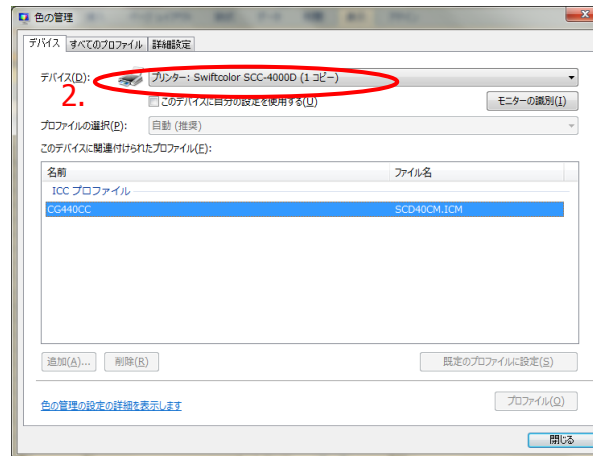 色の管理
デバイス すべてのプロファイル 詳細設定
デバイス(D): プリンター: Swiftcolor SCC-4000D (1 コピー)
2.
このデバイスに自分の設定を使用する(U) モニターの識別(I)
プロファイルの選択(P): 自動 (推奨)
このデバイスに関連付けられたプロファイル(F):
名前 ファイル名
ICC プロファイル
CG440CC SCD40CM.ICM
追加(A)... 削除(R) 既定のプロファイルに設定(S)
色の管理の設定の詳細を表示します プロファイル(O)
閉じる